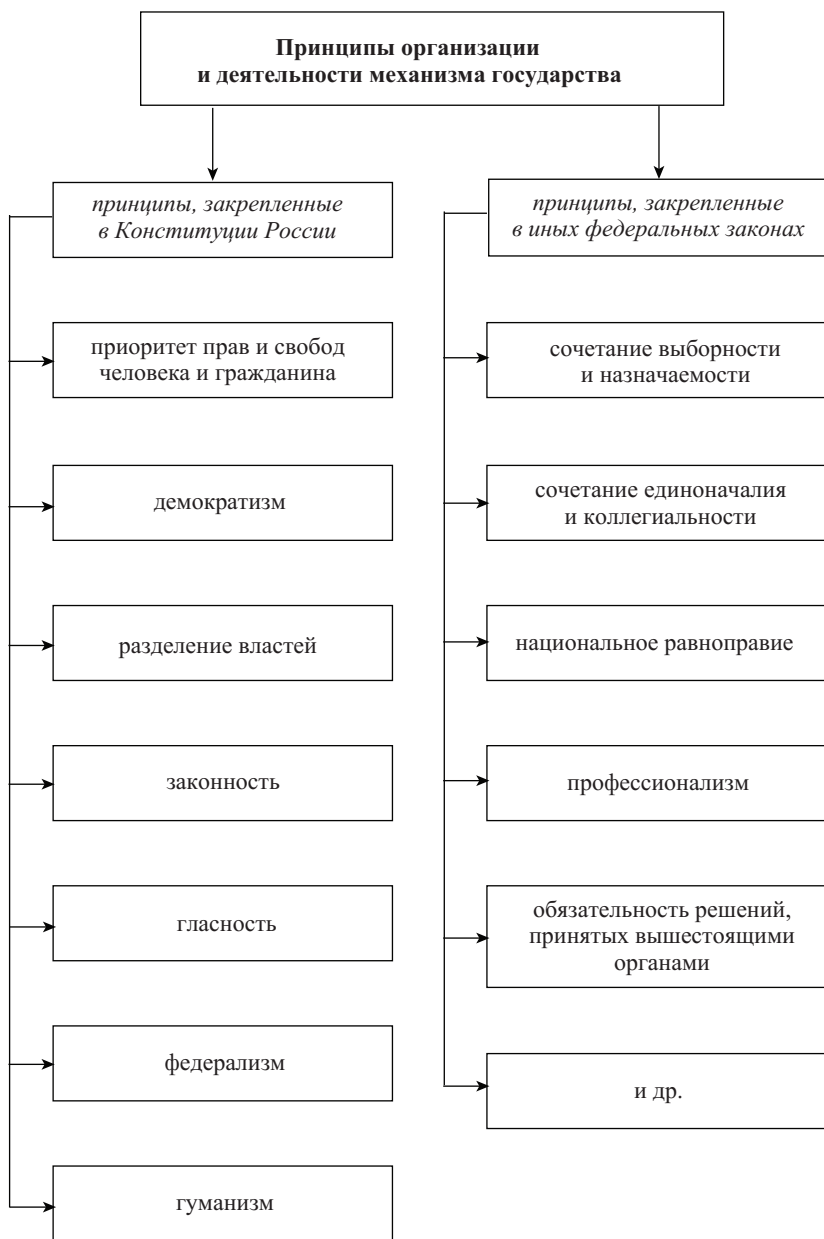 Принципы организации
и деятельности механизма государства
принципы, закрепленные
в Конституции России
приоритет прав и свобод
человека и гражданина
демократизм
разделение властей
законность
гласность
федерализм
гуманизм
принципы, закрепленные
в иных федеральных законах
сочетание выборности
и назначаемости
сочетание единоначалия
и коллегиальности
национальное равноправие
профессионализм
обязательность решений,
принятых вышестоящими
органами
и др.